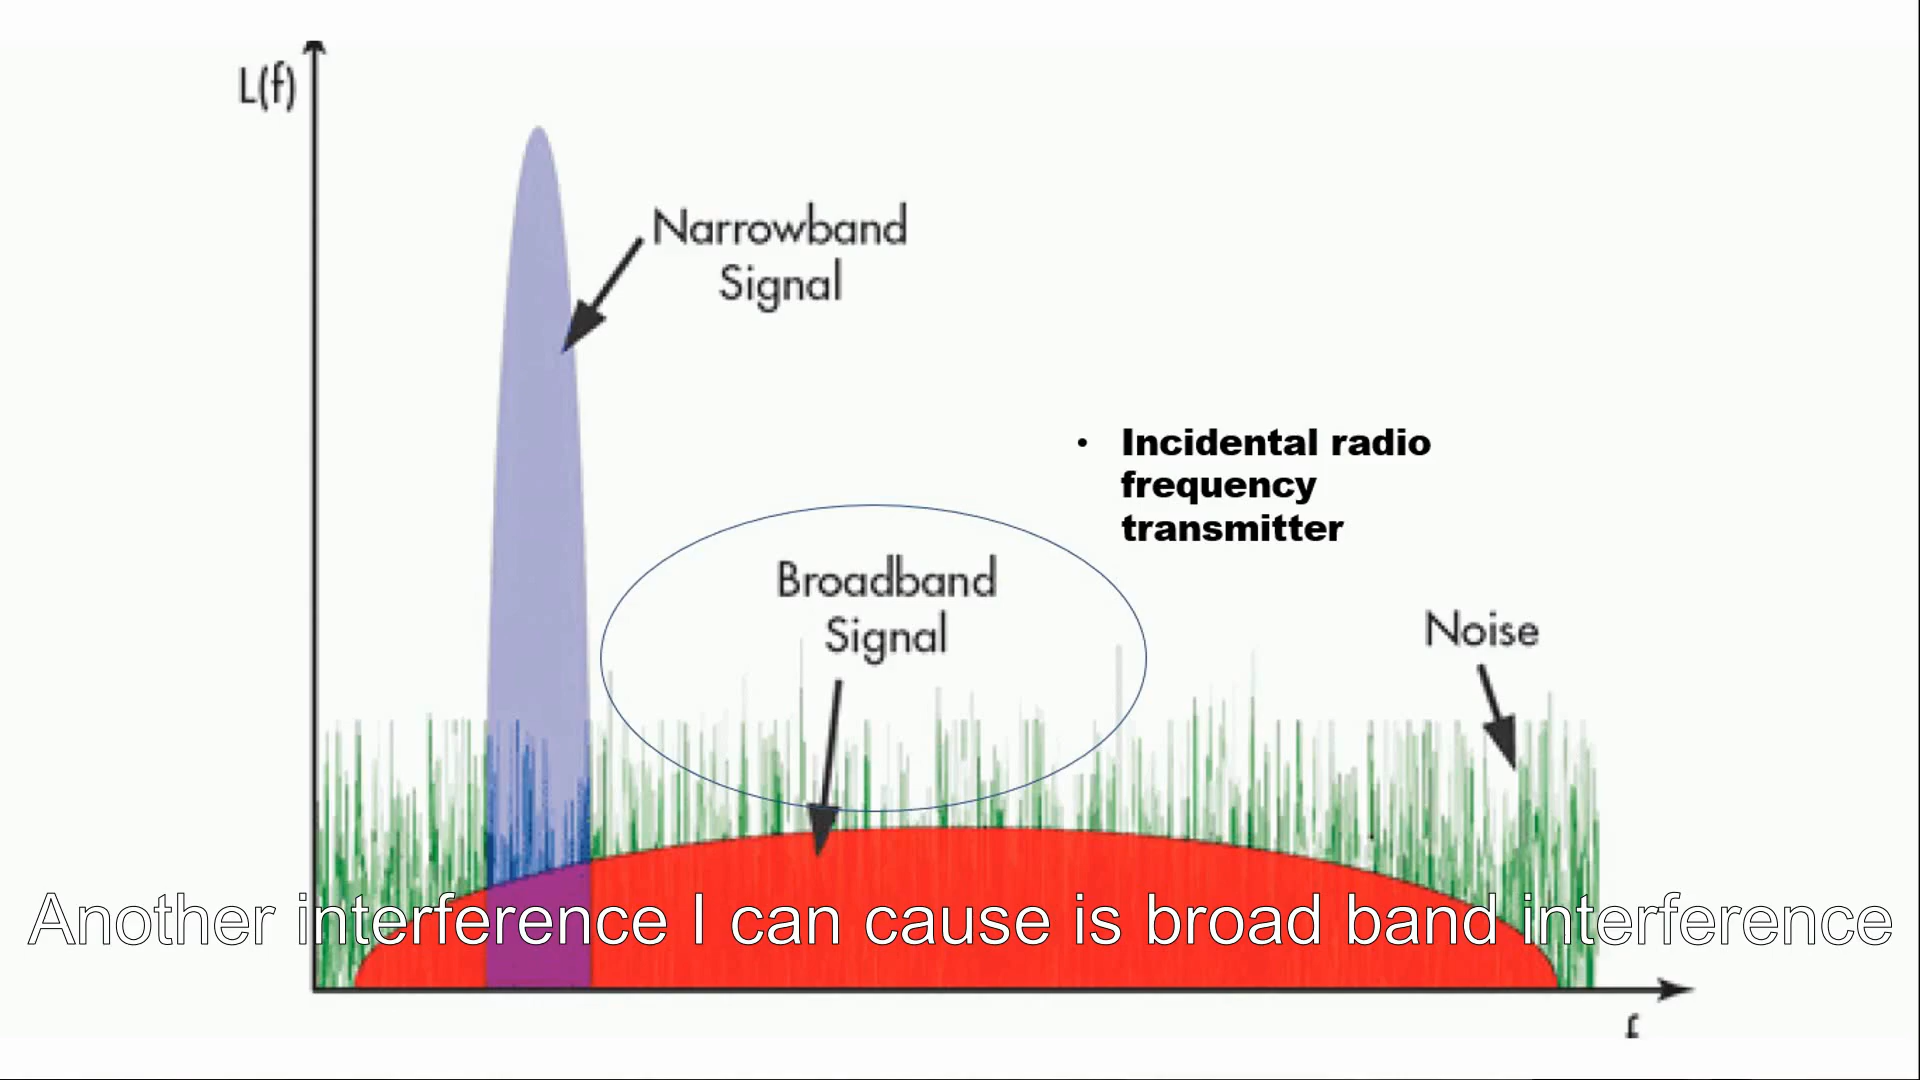 L(f)
Narrowband
Signal
• Incidental radio
frequency
transmitter
Broadband
Signal
Noise
Another interference I can cause is broad band interference
f